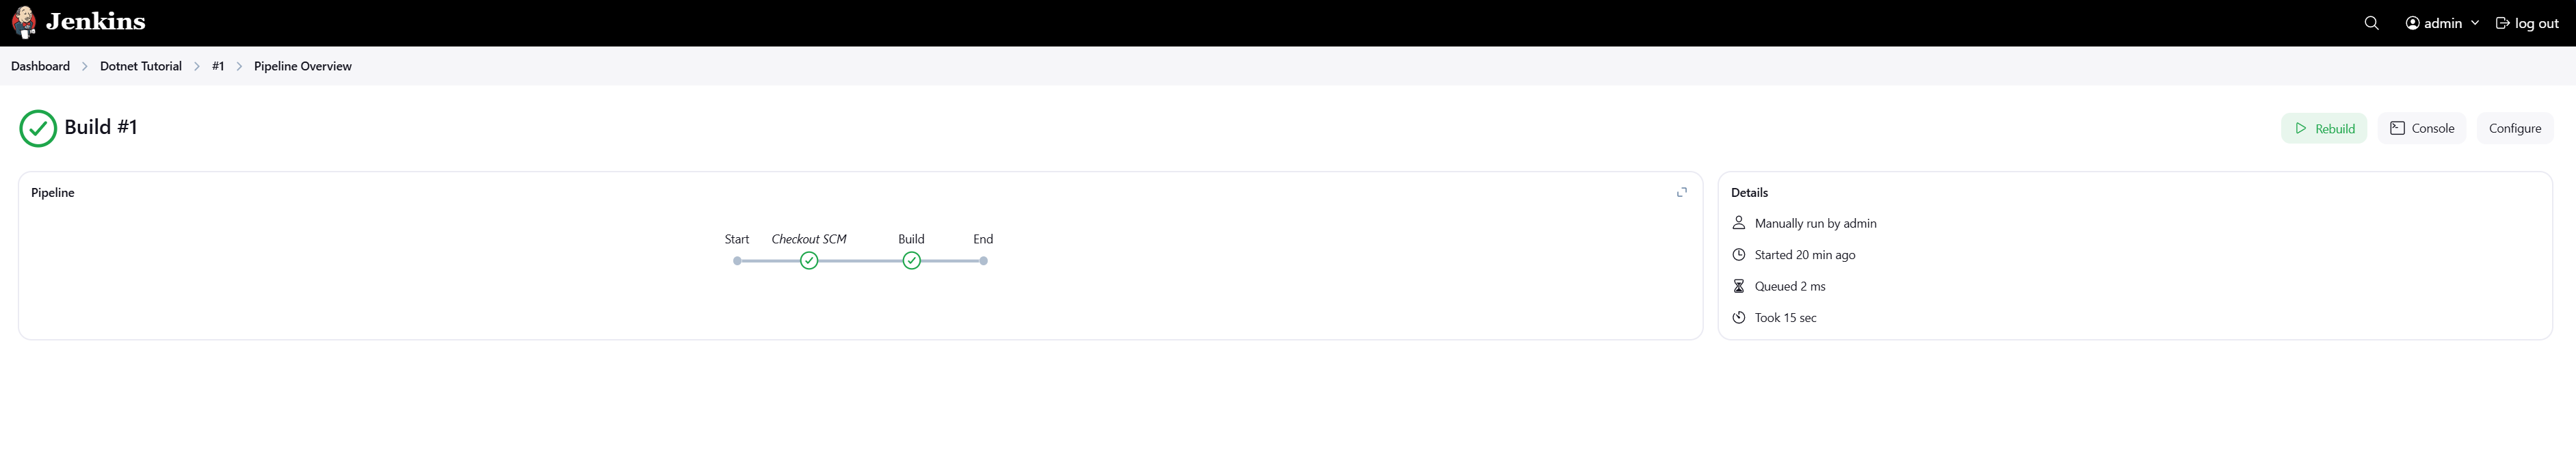 Jenkins
admin
log out
Dashboard
Dotnet Tutorial
#1
Pipeline Overview
Build #1
Rebuild
Console
Configure
Pipeline
Start
Checkout SCM
Build
End
Details
Manually run by admin
Started 20 min ago
Queued 2 ms
Took 15 sec